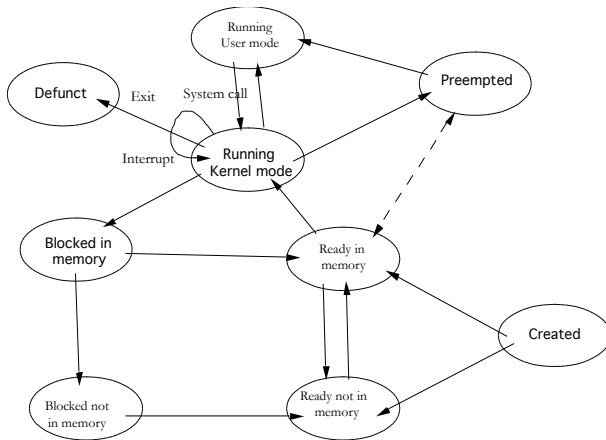 Running
User mode
Preempted
Defunct
Exit
System call
Interrupt
Running
Kernel mode
Blocked in
memory
Ready in
memory
Created
Blocked not
in memory
Ready not in
memory